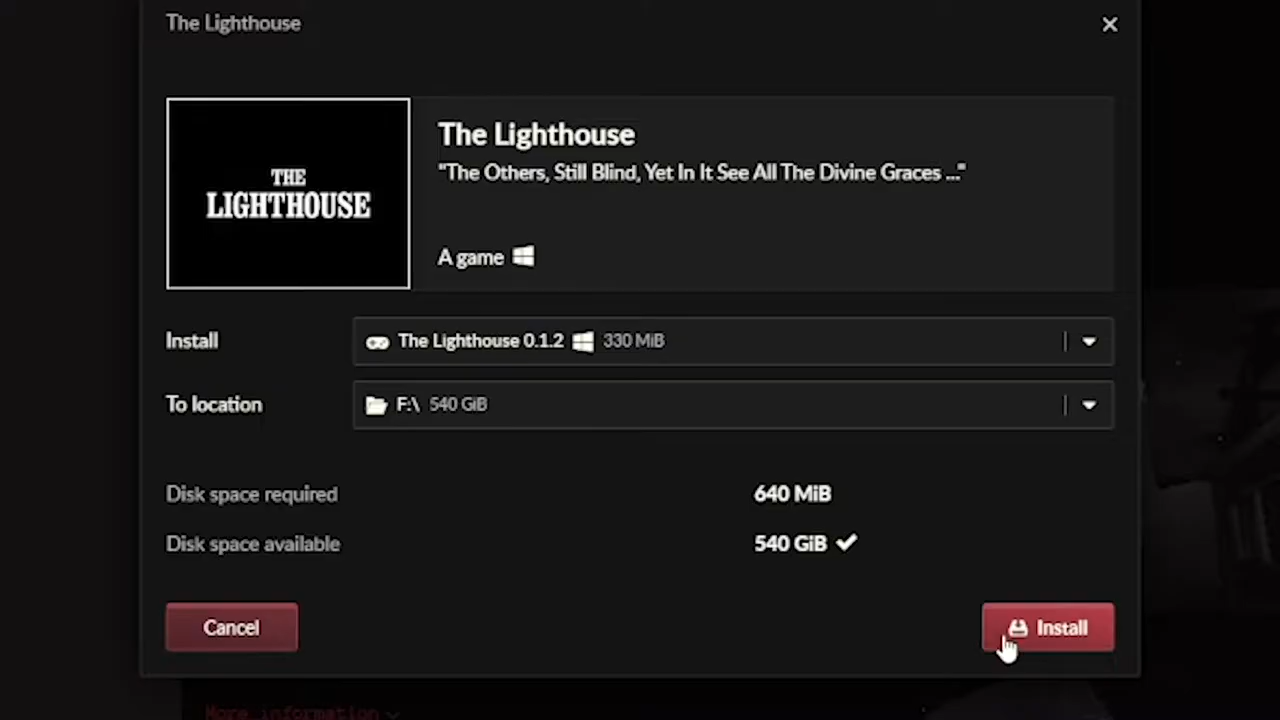 The Lighthouse
THE
LIGHTHOUSE
The Lighthouse
"The Others, Still Blind, Yet In It See All The Divine Graces ..."
A game
Install
The Lighthouse 0.1.2 330 MiB
To location
F:\ 540 GiB
Disk space required
640 MiB
Disk space available
540 GiB
Cancel
Install
More information